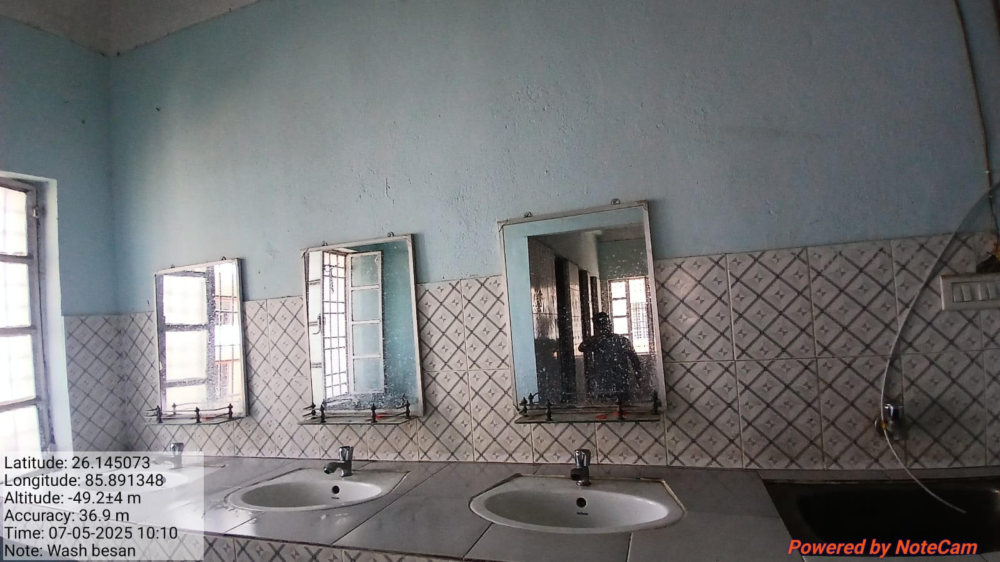 Latitude: 26.145073
Longitude: 85.891348
Altitude: -49.2±4 m
Accuracy: 36.9 m
Time: 07-05-2025 10:10
Note: Wash besan
Powered by NoteCam